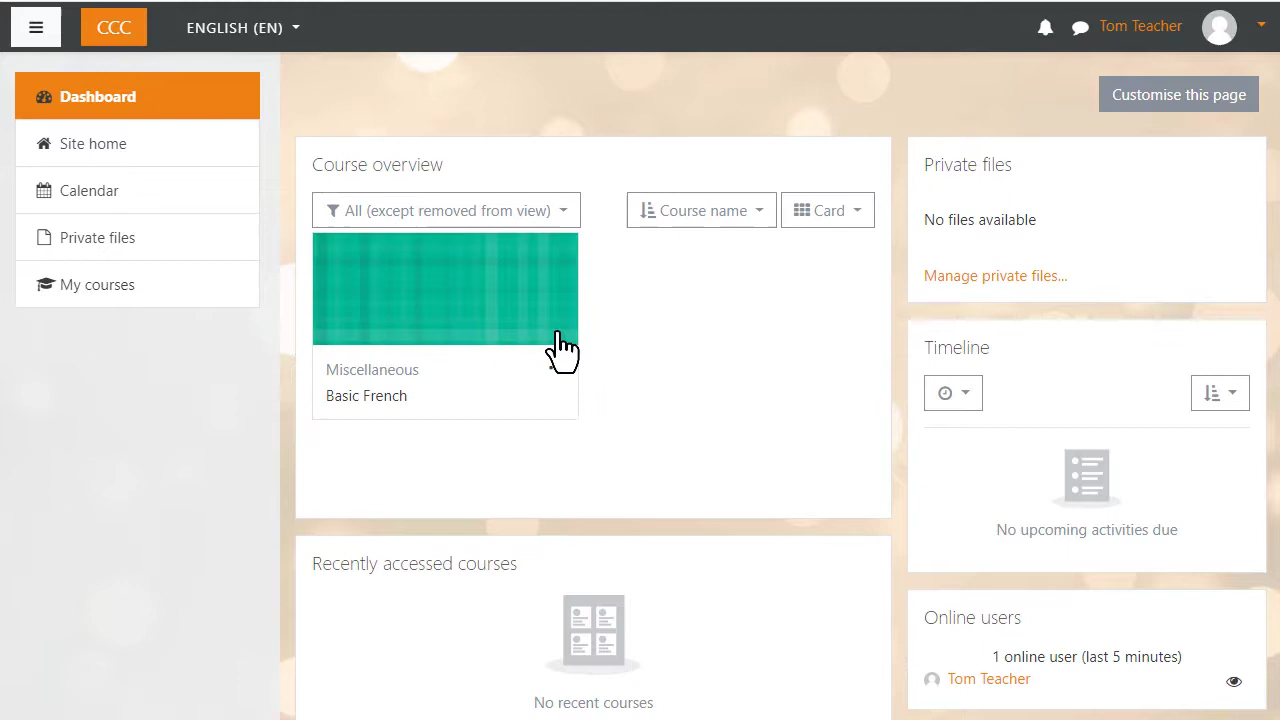 CCC
ENGLISH (EN)
Tom Teacher
Dashboard
Site home
Calendar
Private files
My courses
Customise this page
Course overview
All (except removed from view)
Course name
Card
Miscellaneous
Basic French
Recently accessed courses
No recent courses
Private files
No files available
Manage private files...
Timeline
No upcoming activities due
Online users
1 online user (last 5 minutes)
Tom Teacher